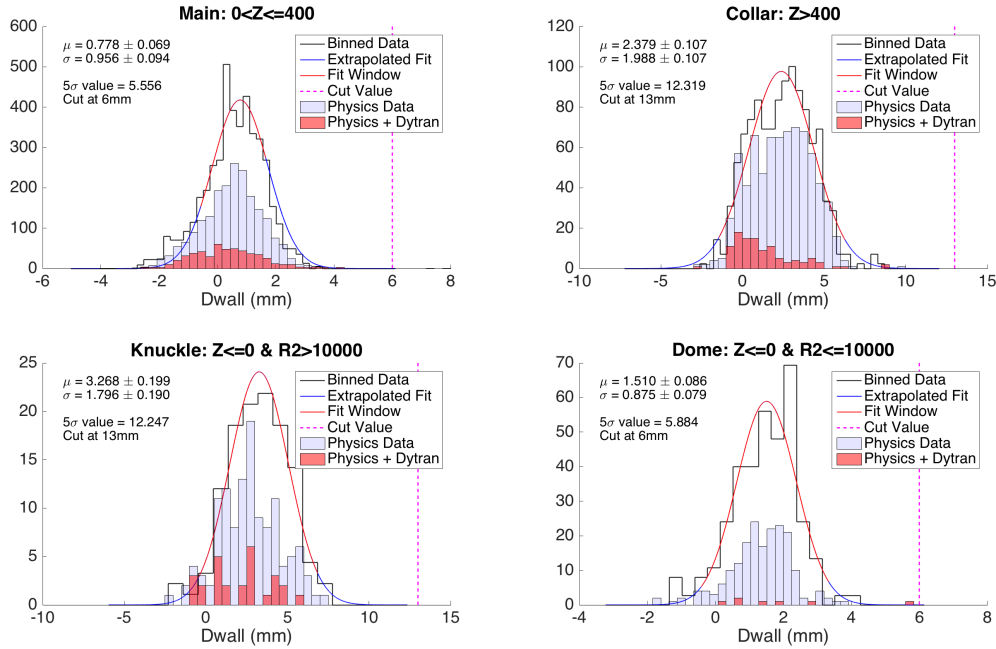 Main: 0<Z<=400
600
500
400
300
200
100
0
μ = 0.778 ± 0.069
σ = 0.956 ± 0.094
5σ value = 5.556
Cut at 6mm
Binned Data
Extrapolated Fit
Fit Window
Cut Value
Physics Data
Physics + Dytran
-6 -4 -2 0 2 4 6 8
Dwall (mm)
Collar: Z>400
120
100
80
60
40
20
0
μ = 2.379 ± 0.107
σ = 1.988 ± 0.107
5σ value = 12.319
Cut at 13mm
Binned Data
Extrapolated Fit
Fit Window
Cut Value
Physics Data
Physics + Dytran
-10 -5 0 5 10 15
Dwall (mm)
Knuckle: Z<=0 & R2>10000
25
20
15
10
5
0
μ = 3.268 ± 0.199
σ = 1.796 ± 0.190
5σ value = 12.247
Cut at 13mm
Binned Data
Extrapolated Fit
Fit Window
Cut Value
Physics Data
Physics + Dytran
-10 -5 0 5 10 15
Dwall (mm)
Dome: Z<=0 & R2<=10000
70
60
50
40
30
20
10
0
μ = 1.510 ± 0.086
σ = 0.875 ± 0.079
5σ value = 5.884
Cut at 6mm
Binned Data
Extrapolated Fit
Fit Window
Cut Value
Physics Data
Physics + Dytran
-4 -2 0 2 4 6 8
Dwall (mm)